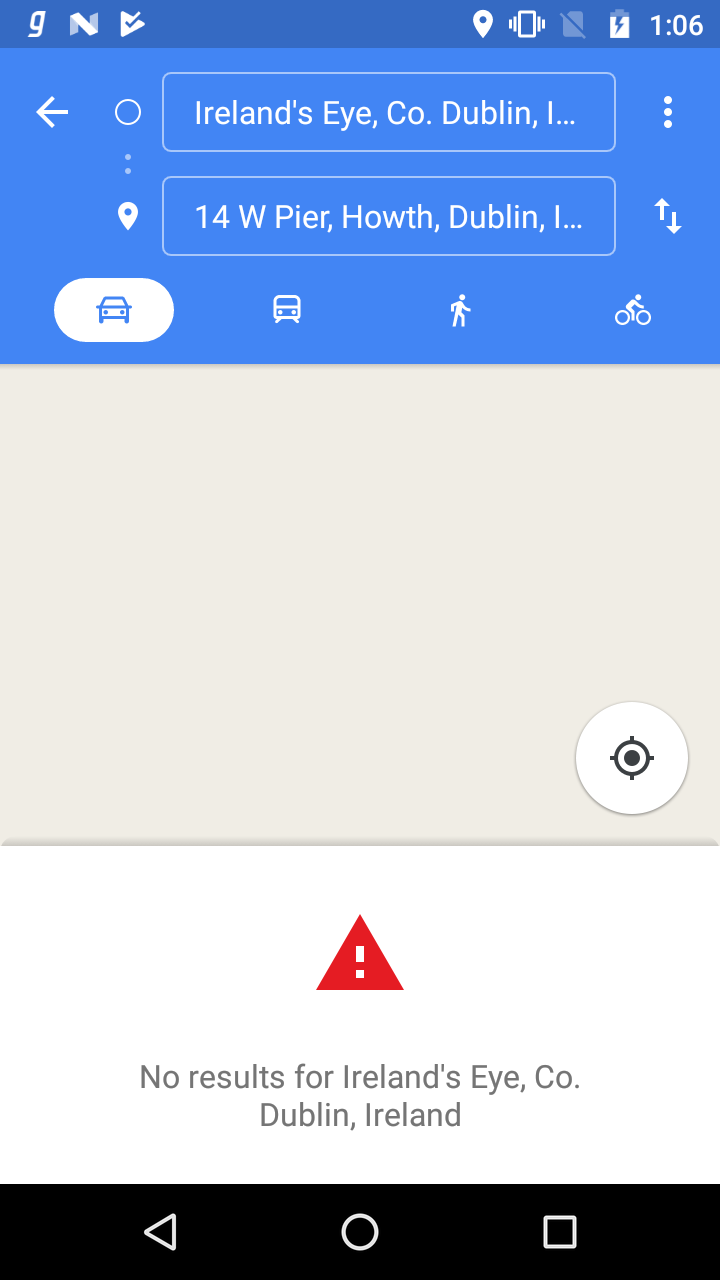 1:06
Ireland's Eye, Co. Dublin, I...
14 W Pier, Howth, Dublin, I...
No results for Ireland's Eye, Co.
Dublin, Ireland